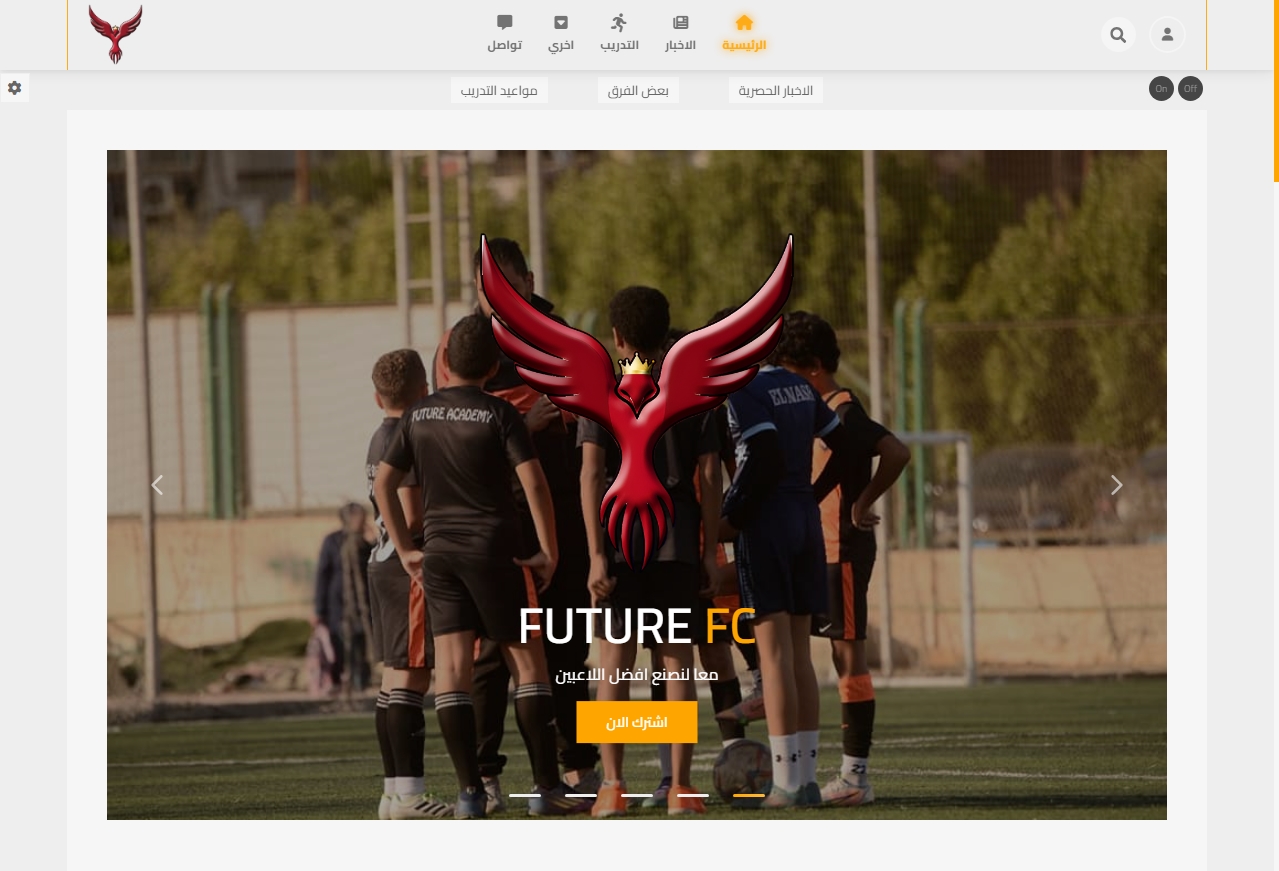 الرئيسية
الاخبار
التدريب
اخري
تواصل
الاخبار الحصرية
بعض الفرق
مواعيد التدريب
On
Off
FUTURE ACADEMY
ELNASR
FUTURE FC
معا لنصنع افضل اللاعبين
اشترك الان
23